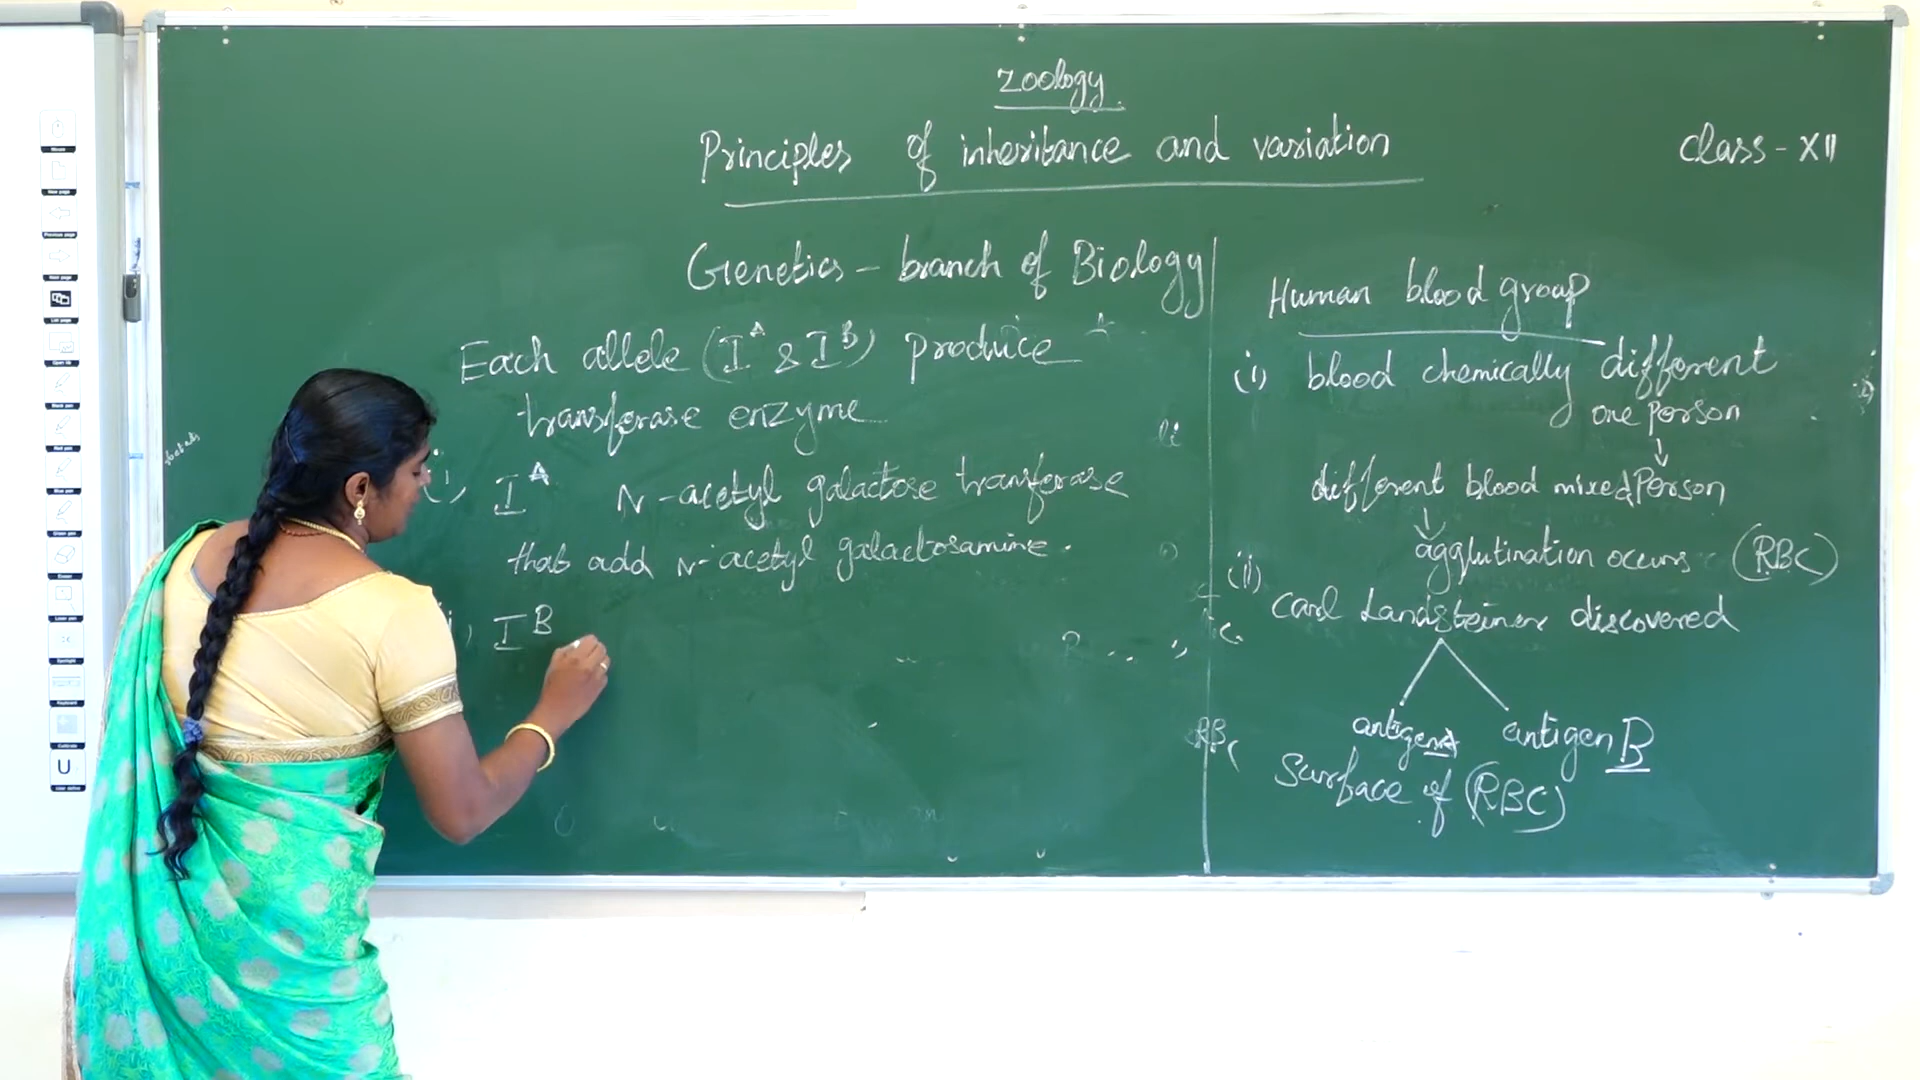 Zoology
Principles of inheritance and variation
Class - XII
Genetics - branch of Biology
Each allele (I^A & I^B) produce
transferase enzyme
(i) I^A N-acetyl galactose transferase
that add N-acetyl galactosamine.
I^B
Human blood group
(i) blood chemically different
one person
↓
different blood mixed Person
↓
agglutination occurs (RBC)
(ii)
Carl Landsteiner discovered
antigen A antigen B
Surface of (RBC)
U